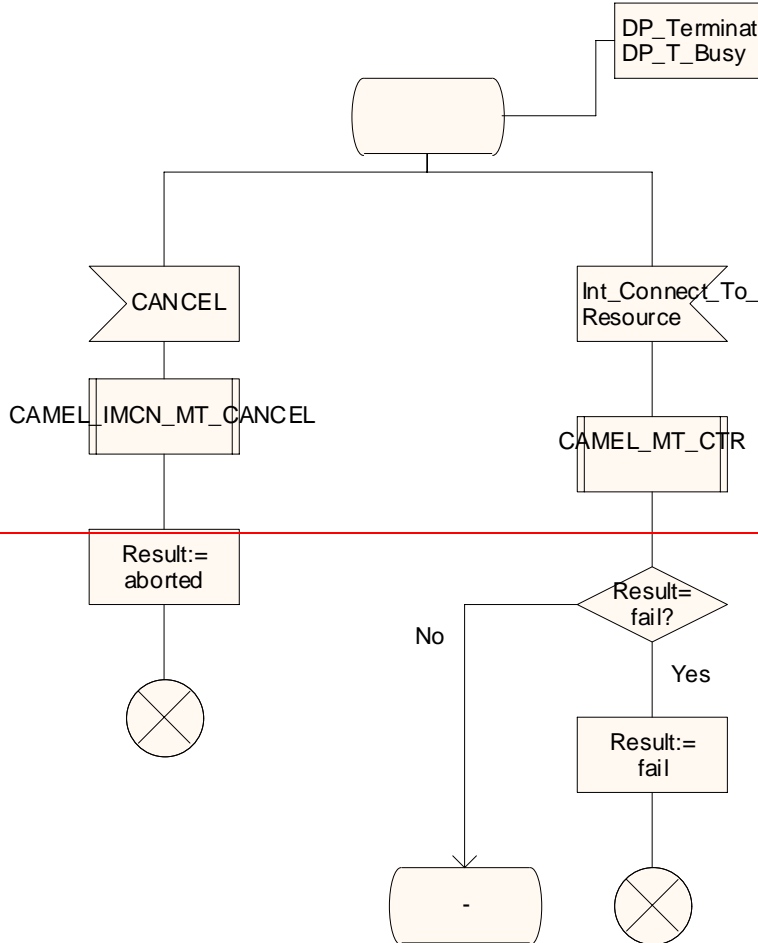 DP_Terminat
DP_T_Busy
CANCEL
Int_Connect_To_
Resource
CAMEL_IMCN_MT_CANCEL
CAMEL_MT_CTR
Result:=
aborted
Result=
fail?
No
Yes
Result:=
fail
-